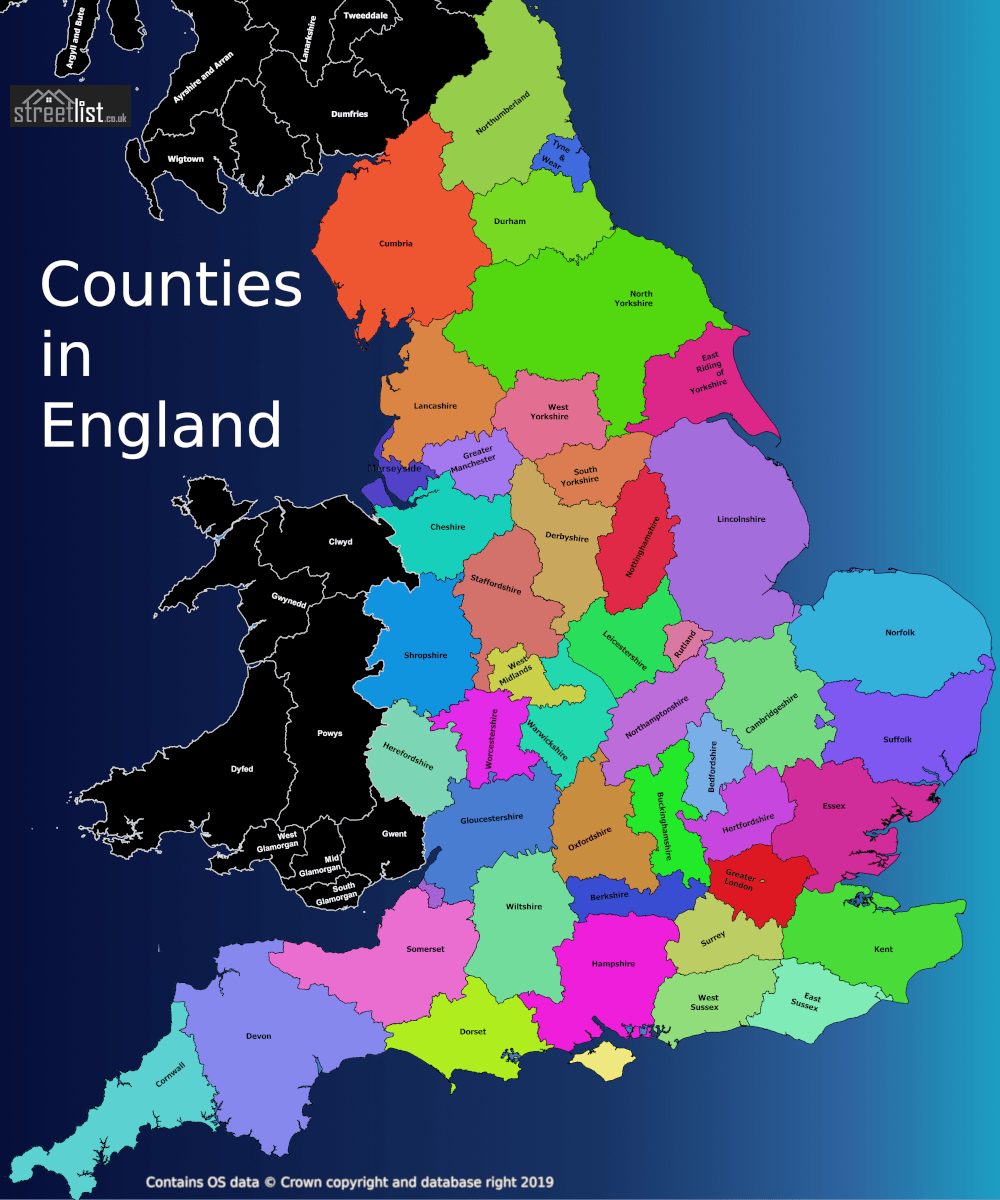 Argyll and Bute
Tweeddale
Lanarkshire
Ayrshire and Arran
streetlist.co.uk
Dumfries
Wigtown
Northumberland
Tyne
&
Wear
Durham
Cumbria
Counties
in
England
North
Yorkshire
East
Riding
of
Yorkshire
Lancashire
West
Yorkshire
Greater
Manchester
Merseyside
South
Yorkshire
Cheshire
Derbyshire
Nottinghamshire
Lincolnshire
Clwyd
Gwynedd
Staffordshire
Shropshire
Leicestershire
Rutland
Norfolk
West
Midlands
Powys
Dyfed
Herefordshire
Worcestershire
Warwickshire
Northamptonshire
Cambridgeshire
Suffolk
Bedfordshire
Buckinghamshire
Hertfordshire
Essex
Gloucestershire
Oxfordshire
Gwent
West
Glamorgan
Mid
Glamorgan
South
Glamorgan
Greater
London
Berkshire
Wiltshire
Somerset
Surrey
Kent
Hampshire
West
Sussex
East
Sussex
Devon
Dorset
Cornwall
Contains OS data © Crown copyright and database right 2019